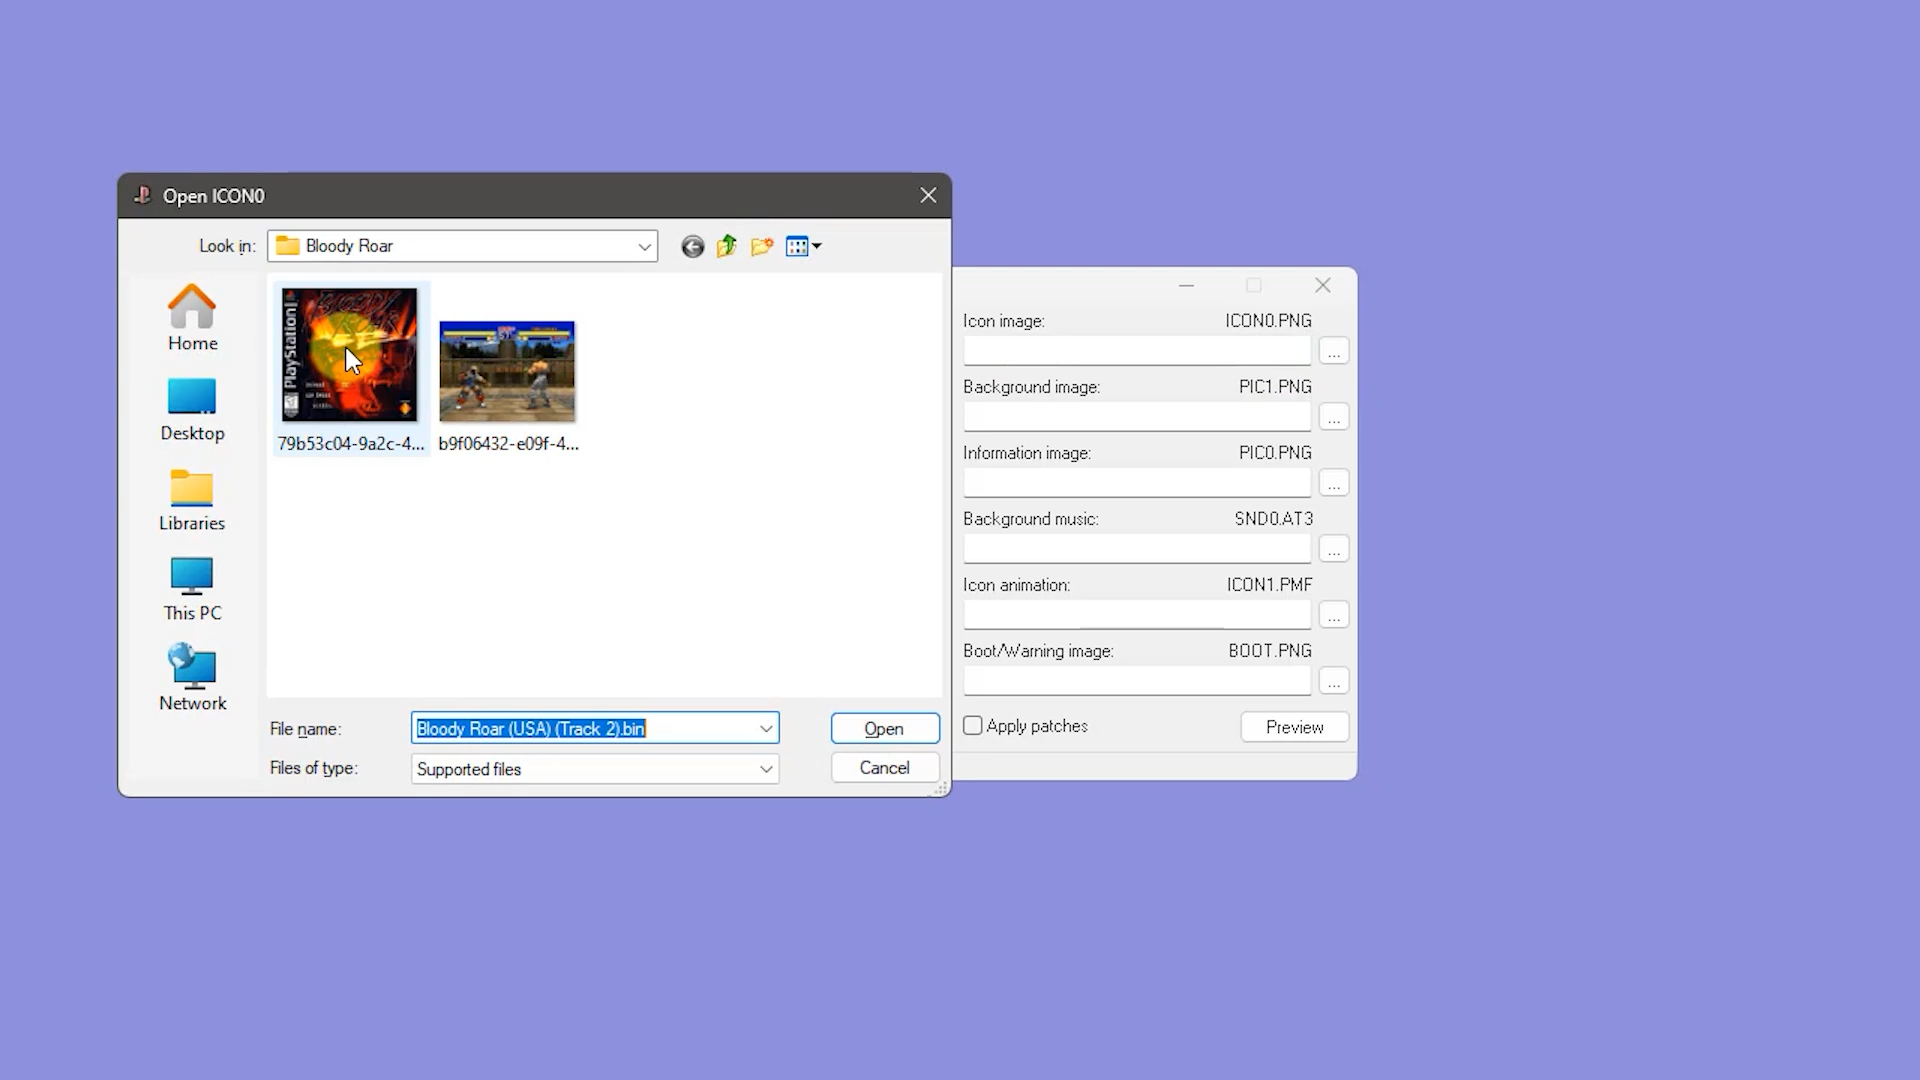 Open ICON0
Look in:
Bloody Roar
Home
Desktop
Libraries
This PC
Network
PlayStation
79b53c04-9a2c-4...
b9f06432-e09f-4...
File name:
Bloody Roar (USA) (Track 2).bin
Open
Files of type:
Supported files
Cancel
Icon image:
ICON0.PNG
...
Background image:
PIC1.PNG
...
Information image:
PIC0.PNG
...
Background music:
SND0.AT3
...
Icon animation:
ICON1.PMF
...
Boot/Warning image:
BOOT.PNG
...
Apply patches
Preview